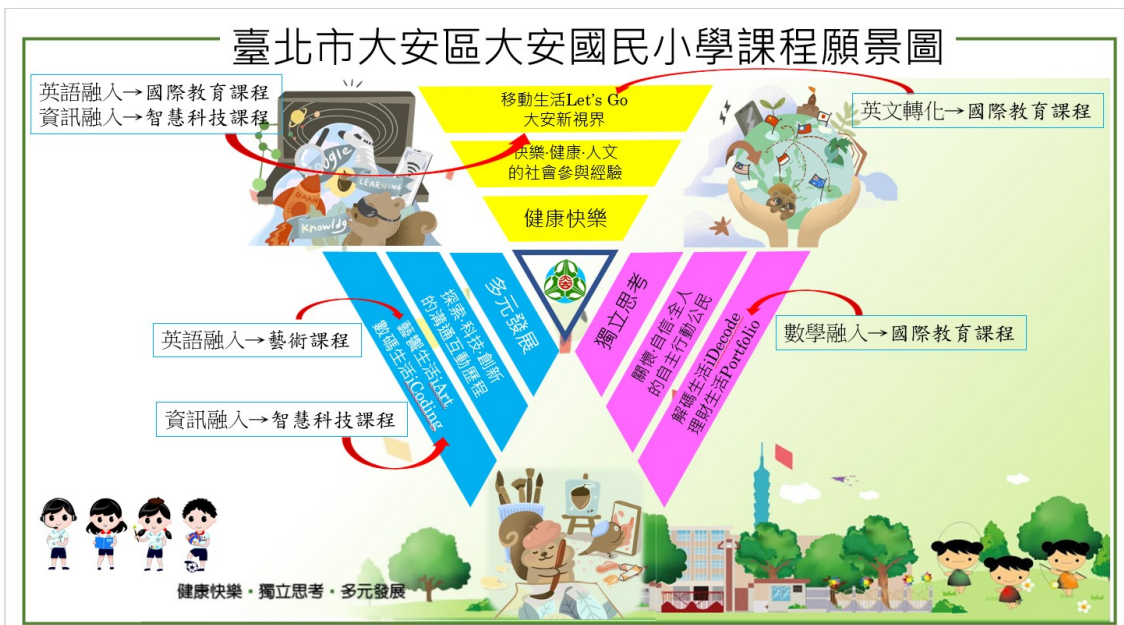 臺北市大安區大安國民小學課程願景圖
英語融入→國際教育課程
資訊融入→智慧科技課程
移動生活Let's Go
大安新視界
快樂·健康·人文
的社會參與經驗
健康快樂
英文轉化→國際教育課程
Google
LEARNING
DAAN
Knowldg
多元發展
探索·科技·創新
的溝通互動歷程
藝饗生活iArt
數碼生活iCoding
獨立思考
關懷·自信·全人
的自主行動公民
解碼生活iDecode
理財生活Portfolio
英語融入→藝術課程
資訊融入→智慧科技課程
數學融入→國際教育課程
健康快樂·獨立思考·多元發展